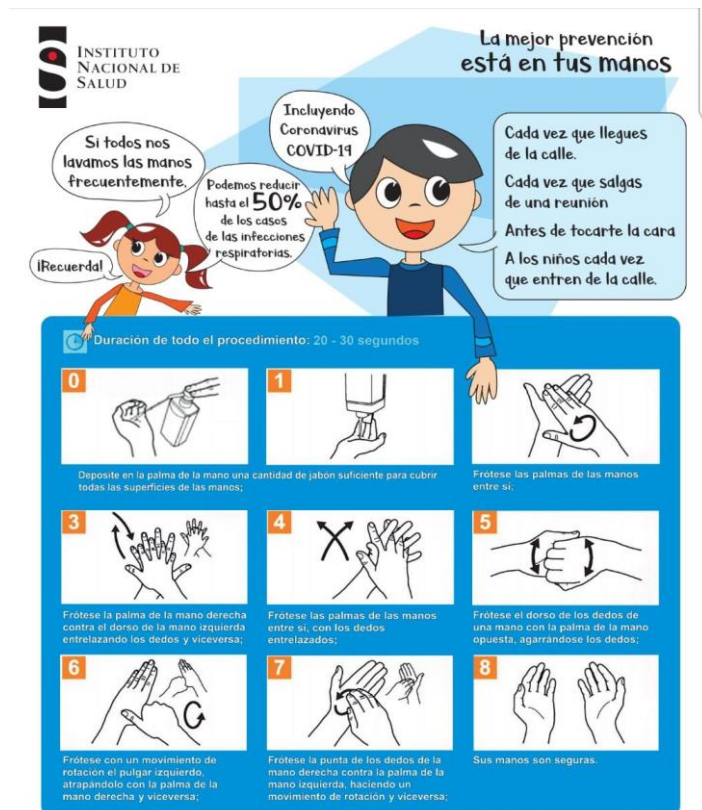 INSTITUTO
NACIONAL DE
SALUD
La mejor prevención
está en tus manos
Si todos nos
lavamos las manos
frecuentemente,
Podemos reducir
hasta el 50%
de los casos
de las infecciones
respiratorias.
Incluyendo
Coronavirus
COVID-19
¡Recuerda!
Cada vez que llegues
de la calle.
Cada vez que salgas
de una reunión
Antes de tocarte la cara
A los niños cada vez
que entren de la calle.
Duración de todo el procedimiento: 20 - 30 segundos
0
1
Deposite en la palma de la mano una cantidad de jabón suficiente para cubrir
todas las superficies de las manos;
Frótese las palmas de las manos
entre sí;
3
Frótese la palma de la mano derecha
contra el dorso de la mano izquierda
entrelazando los dedos y viceversa;
4
Frótese las palmas de las manos
entre sí, con los dedos
entrelazados;
5
Frótese el dorso de los dedos de
una mano con la palma de la mano
opuesta, agarrándose los dedos;
6
Frótese con un movimiento de
rotación el pulgar izquierdo,
atrapándolo con la palma de la
mano derecha y viceversa;
7
Frótese la punta de los dedos de la
mano derecha contra la palma de la
mano izquierda, haciendo un
movimiento de rotación y viceversa;
8
Sus manos son seguras.